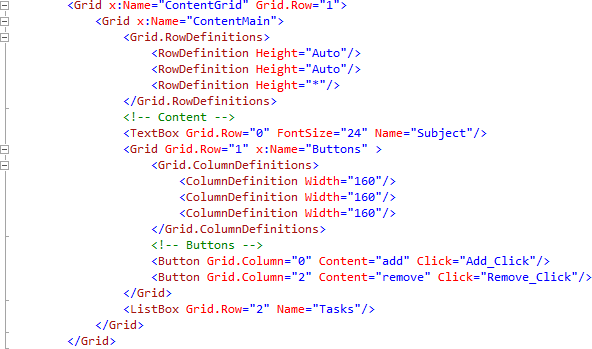 <Grid x:Name="ContentGrid" Grid.Row="1">
<Grid x:Name="ContentMain">
<Grid.RowDefinitions>
<RowDefinition Height="Auto"/>
<RowDefinition Height="Auto"/>
<RowDefinition Height="*"/>
</Grid.RowDefinitions>
<!-- Content -->
<TextBox Grid.Row="0" FontSize="24" Name="Subject"/>
<Grid Grid.Row="1" x:Name="Buttons" >
<Grid.ColumnDefinitions>
<ColumnDefinition Width="160"/>
<ColumnDefinition Width="160"/>
<ColumnDefinition Width="160"/>
</Grid.ColumnDefinitions>
<!-- Buttons -->
<Button Grid.Column="0" Content="add" Click="Add_Click"/>
<Button Grid.Column="2" Content="remove" Click="Remove_Click"/>
</Grid>
<ListBox Grid.Row="2" Name="Tasks"/>
</Grid>
</Grid>